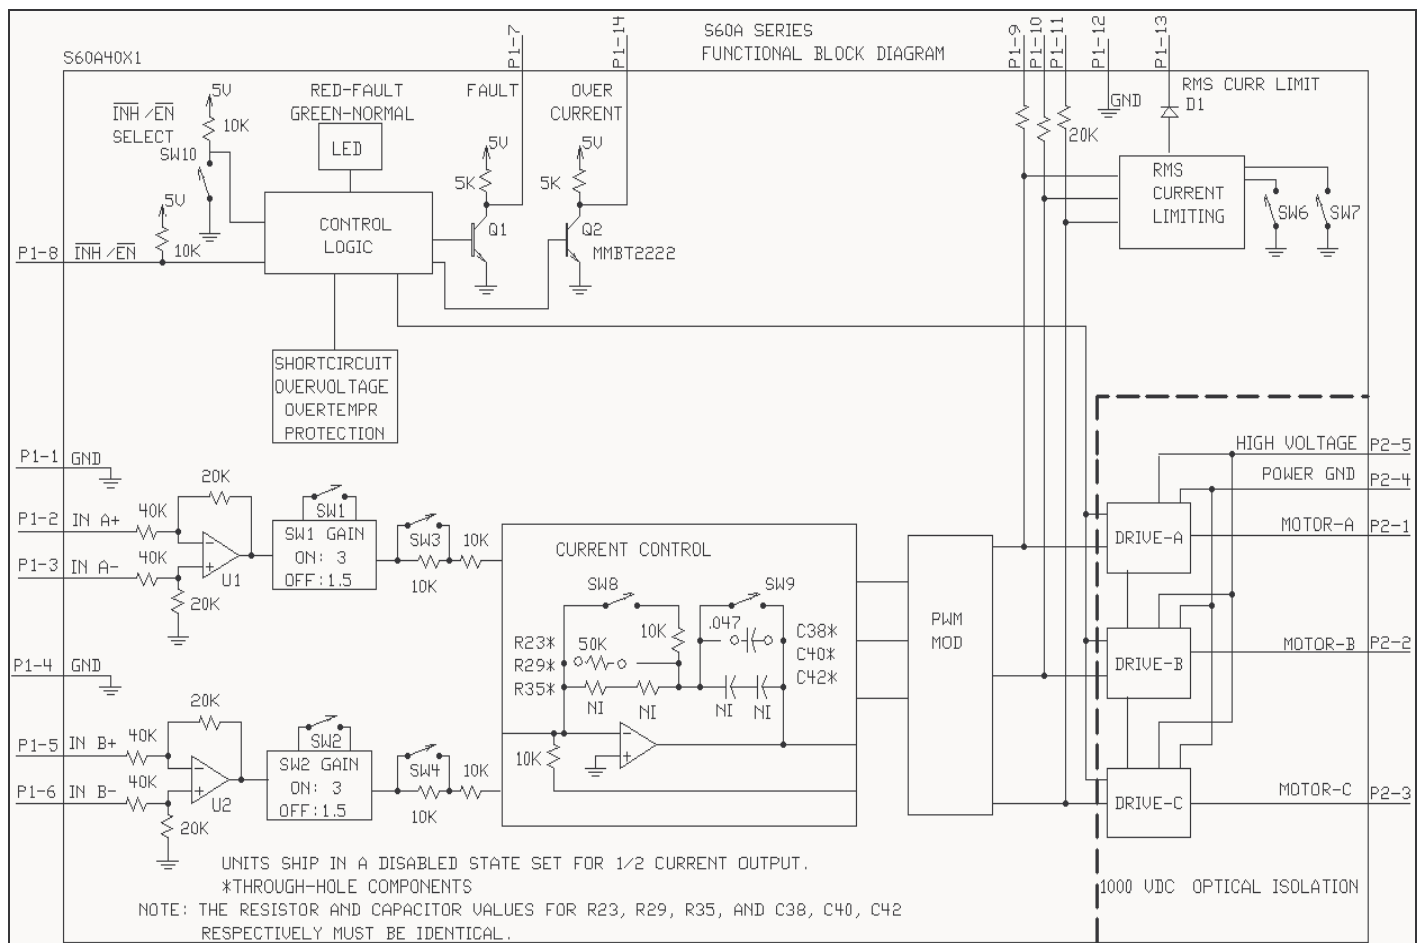 S60A SERIES
FUNCTIONAL BLOCK DIAGRAM
S60A40X1
P1-7
P1-14
P1-9
P1-10
P1-11
P1-12
P1-13
INH/EN
SELECT
SW10
5V
10K
5V
10K
P1-8 INH/EN
RED-FAULT
GREEN-NORMAL
LED
CONTROL
LOGIC
FAULT
5V
5K
Q1
OVER
CURRENT
5V
5K
Q2
MMBT2222
20K
GND
RMS CURR LIMIT
D1
RMS
CURRENT
LIMITING
SW6
SW7
SHORTCIRCUIT
OVERVOLTAGE
OVERTEMPR
PROTECTION
P1-1 GND
P1-2 IN A+
P1-3 IN A-
40K
40K
20K
20K
U1
SW1
SW1 GAIN
ON: 3
OFF:1.5
SW3
10K
10K
P1-4 GND
P1-5 IN B+
P1-6 IN B-
40K
40K
20K
20K
U2
SW2
SW2 GAIN
ON: 3
OFF:1.5
SW4
10K
10K
CURRENT CONTROL
SW8
SW9
R23*
R29*
R35*
50K
10K
.047
C38*
C40*
C42*
NI
NI
NI
NI
10K
PWM
MOD
HIGH VOLTAGE P2-5
POWER GND P2-4
MOTOR-A P2-1
DRIVE-A
MOTOR-B P2-2
DRIVE-B
MOTOR-C P2-3
DRIVE-C
1000 VDC OPTICAL ISOLATION
UNITS SHIP IN A DISABLED STATE SET FOR 1/2 CURRENT OUTPUT.
*THROUGH-HOLE COMPONENTS
NOTE: THE RESISTOR AND CAPACITOR VALUES FOR R23, R29, R35, AND C38, C40, C42
RESPECTIVELY MUST BE IDENTICAL.